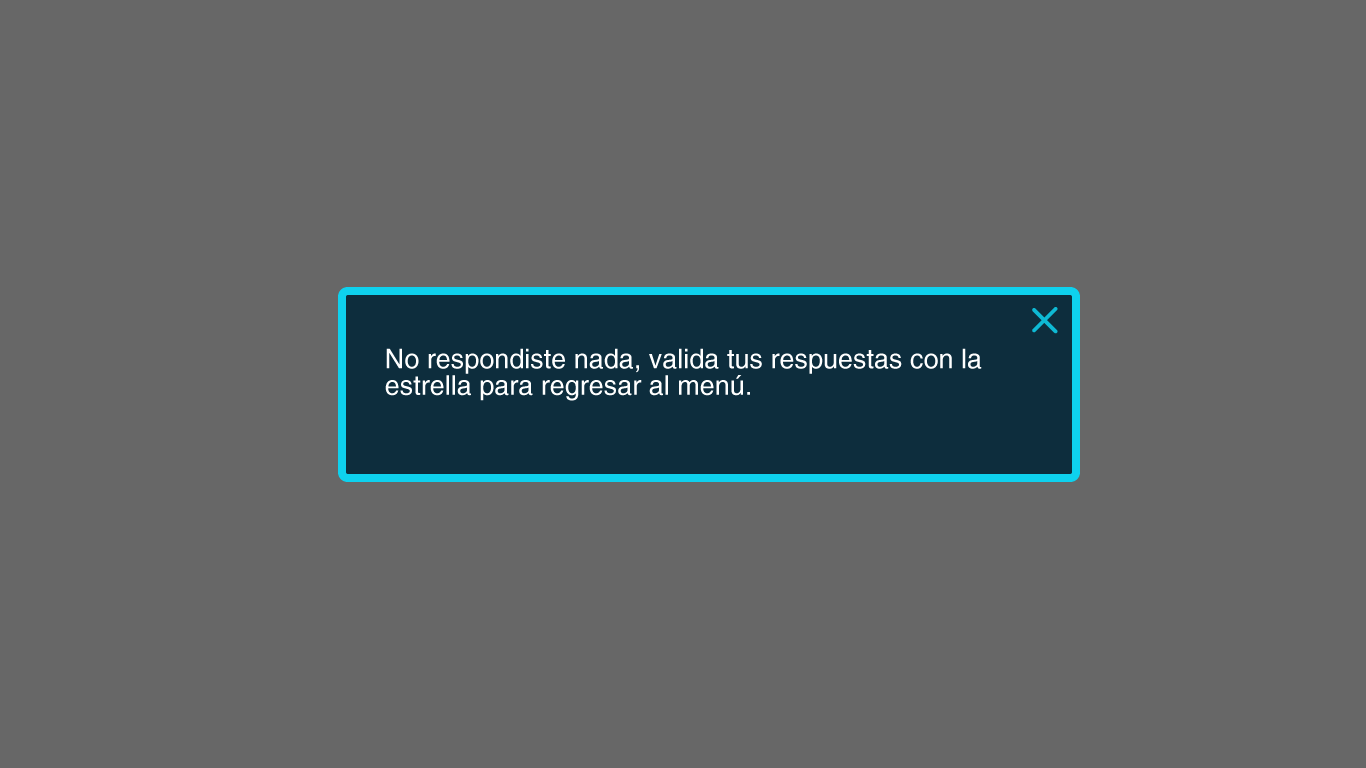 No respondiste nada, valida tus respuestas con la
estrella para regresar al menú.